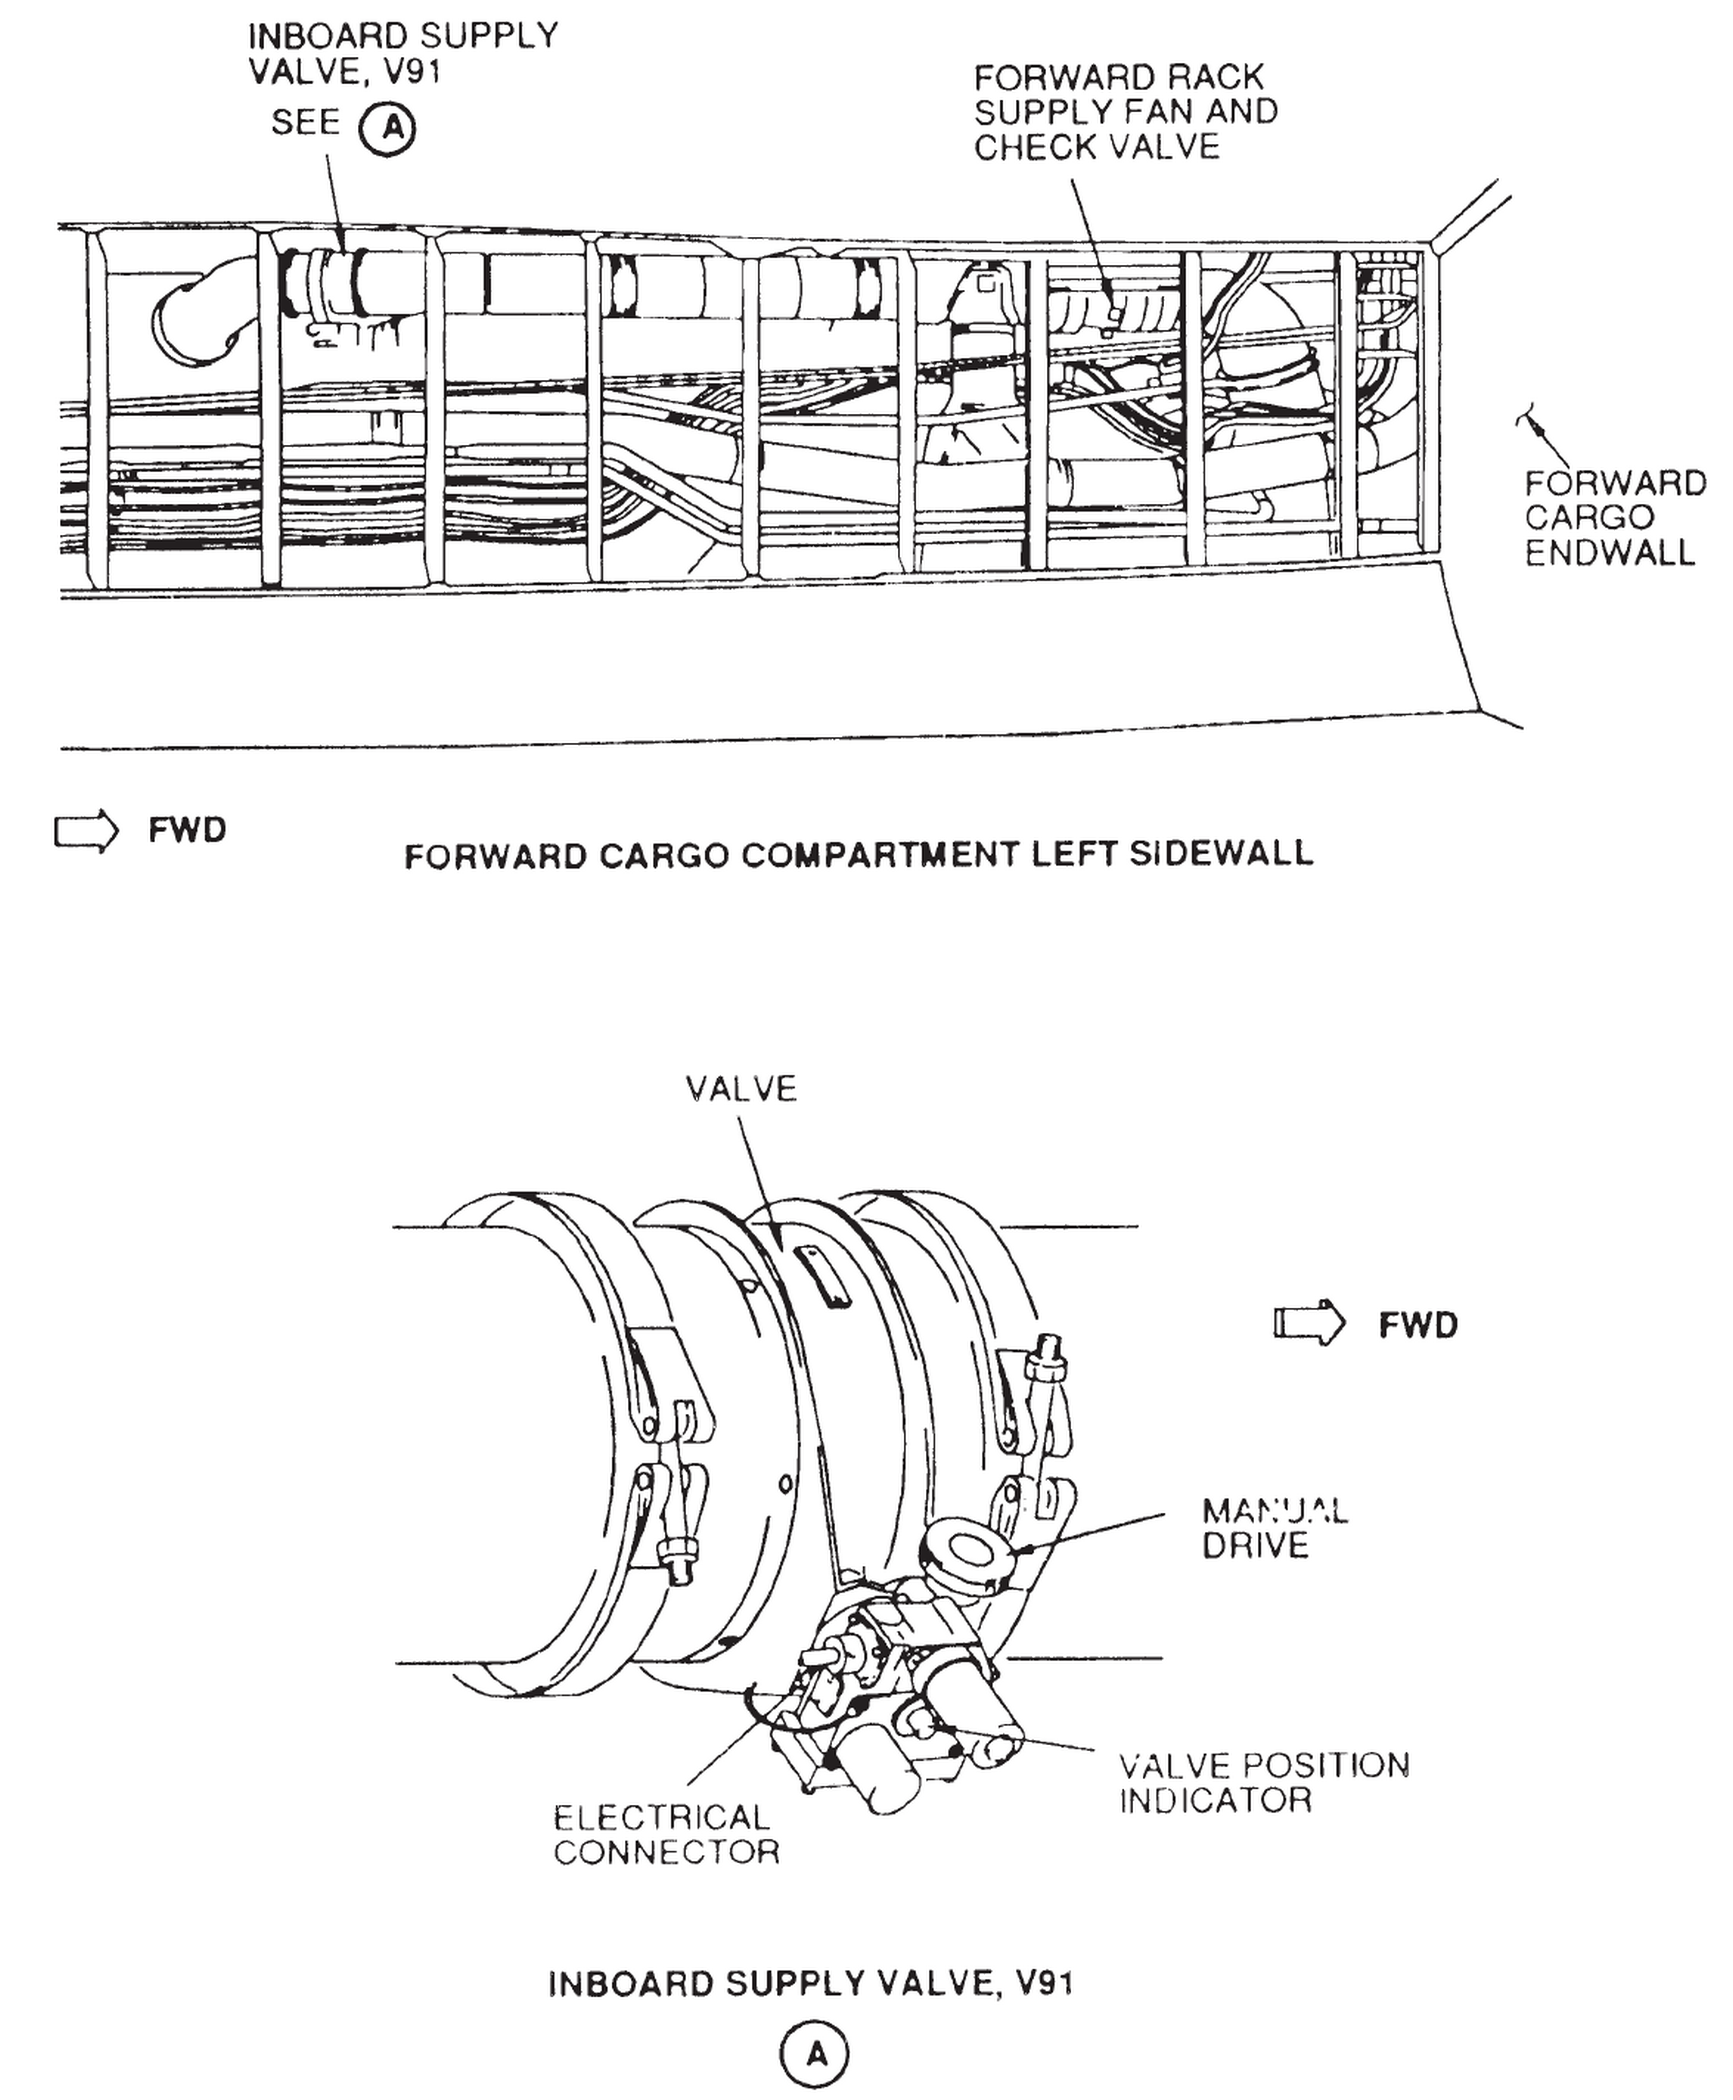 INBOARD SUPPLY
VALVE, V91
SEE A
FORWARD RACK
SUPPLY FAN AND
CHECK VALVE
FORWARD
CARGO
ENDWALL
FWD
FORWARD CARGO COMPARTMENT LEFT SIDEWALL
VALVE
FWD
MANUAL
DRIVE
VALVE POSITION
INDICATOR
ELECTRICAL
CONNECTOR
INBOARD SUPPLY VALVE, V91
A